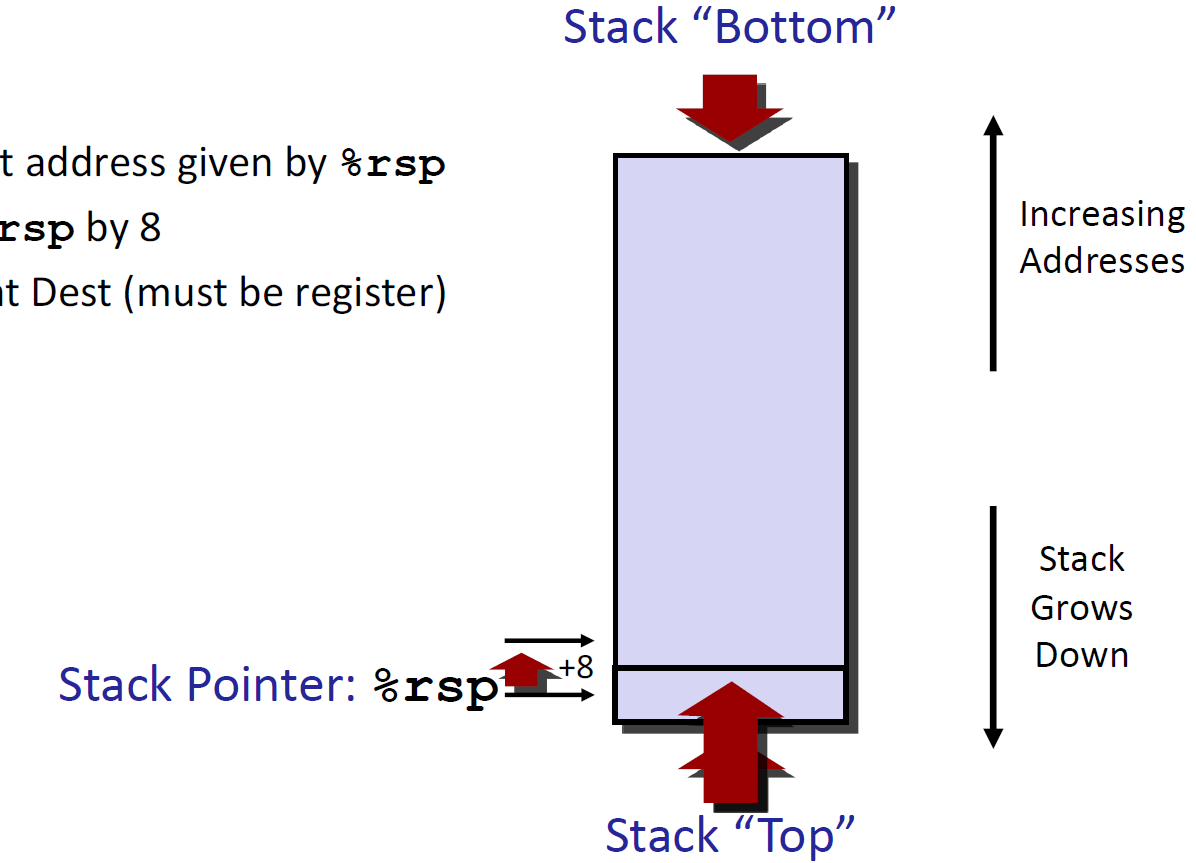 Stack “Bottom”
t address given by %rsp
rsp by 8
t Dest (must be register)
Increasing
Addresses
Stack
Grows
Down
+8
Stack Pointer: %rsp
Stack “Top”